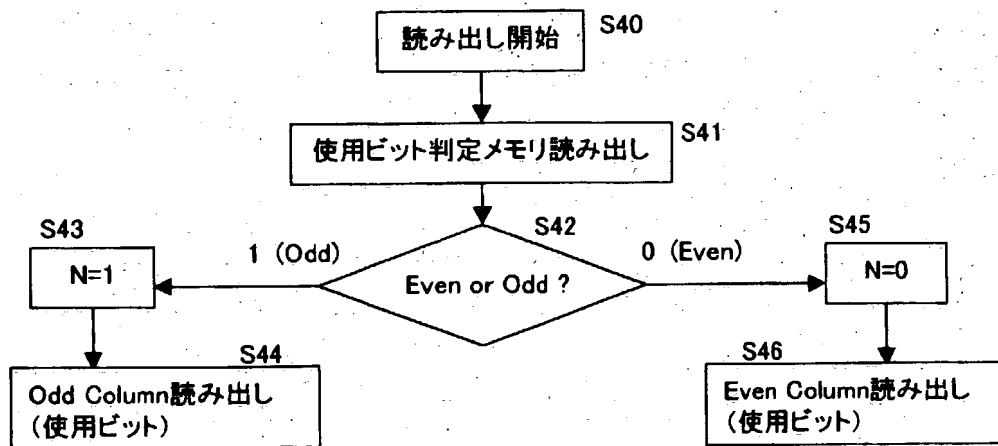 読み出し開始
S40
使用ビット判定メモリ読み出し
S41
S42
Even or Odd ?
1 (Odd)
0 (Even)
S43
N=1
S45
N=0
S44
Odd Column読み出し
(使用ビット)
S46
Even Column読み出し
(使用ビット)